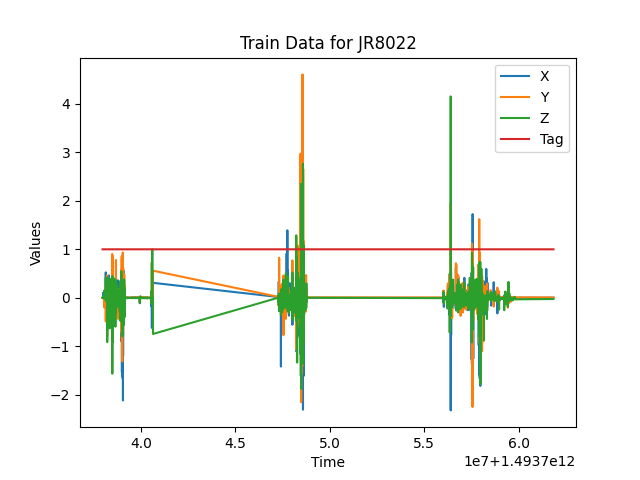 Train Data for JR8022
X
Y
Z
Tag
Values
4
3
2
1
0
−1
−2
4.0
4.5
5.0
5.5
6.0
Time
1e7+1.4937e12